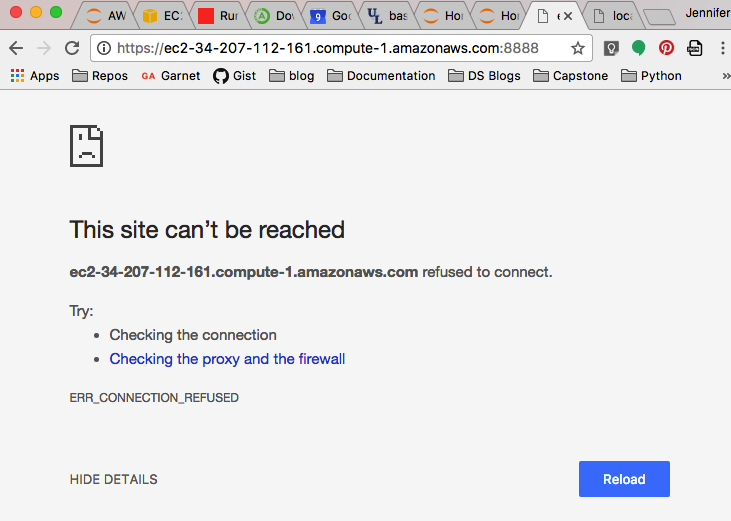 AW
EC
Rur
Dov
9
Goo
UL
bas
Hor
Hor
e
loca
Jennifer
https://ec2-34-207-112-161.compute-1.amazonaws.com:8888
Apps Repos GA Garnet Gist blog Documentation DS Blogs Capstone Python »
This site can’t be reached
ec2-34-207-112-161.compute-1.amazonaws.com refused to connect.
Try:
• Checking the connection
• Checking the proxy and the firewall
ERR_CONNECTION_REFUSED
HIDE DETAILS
Reload